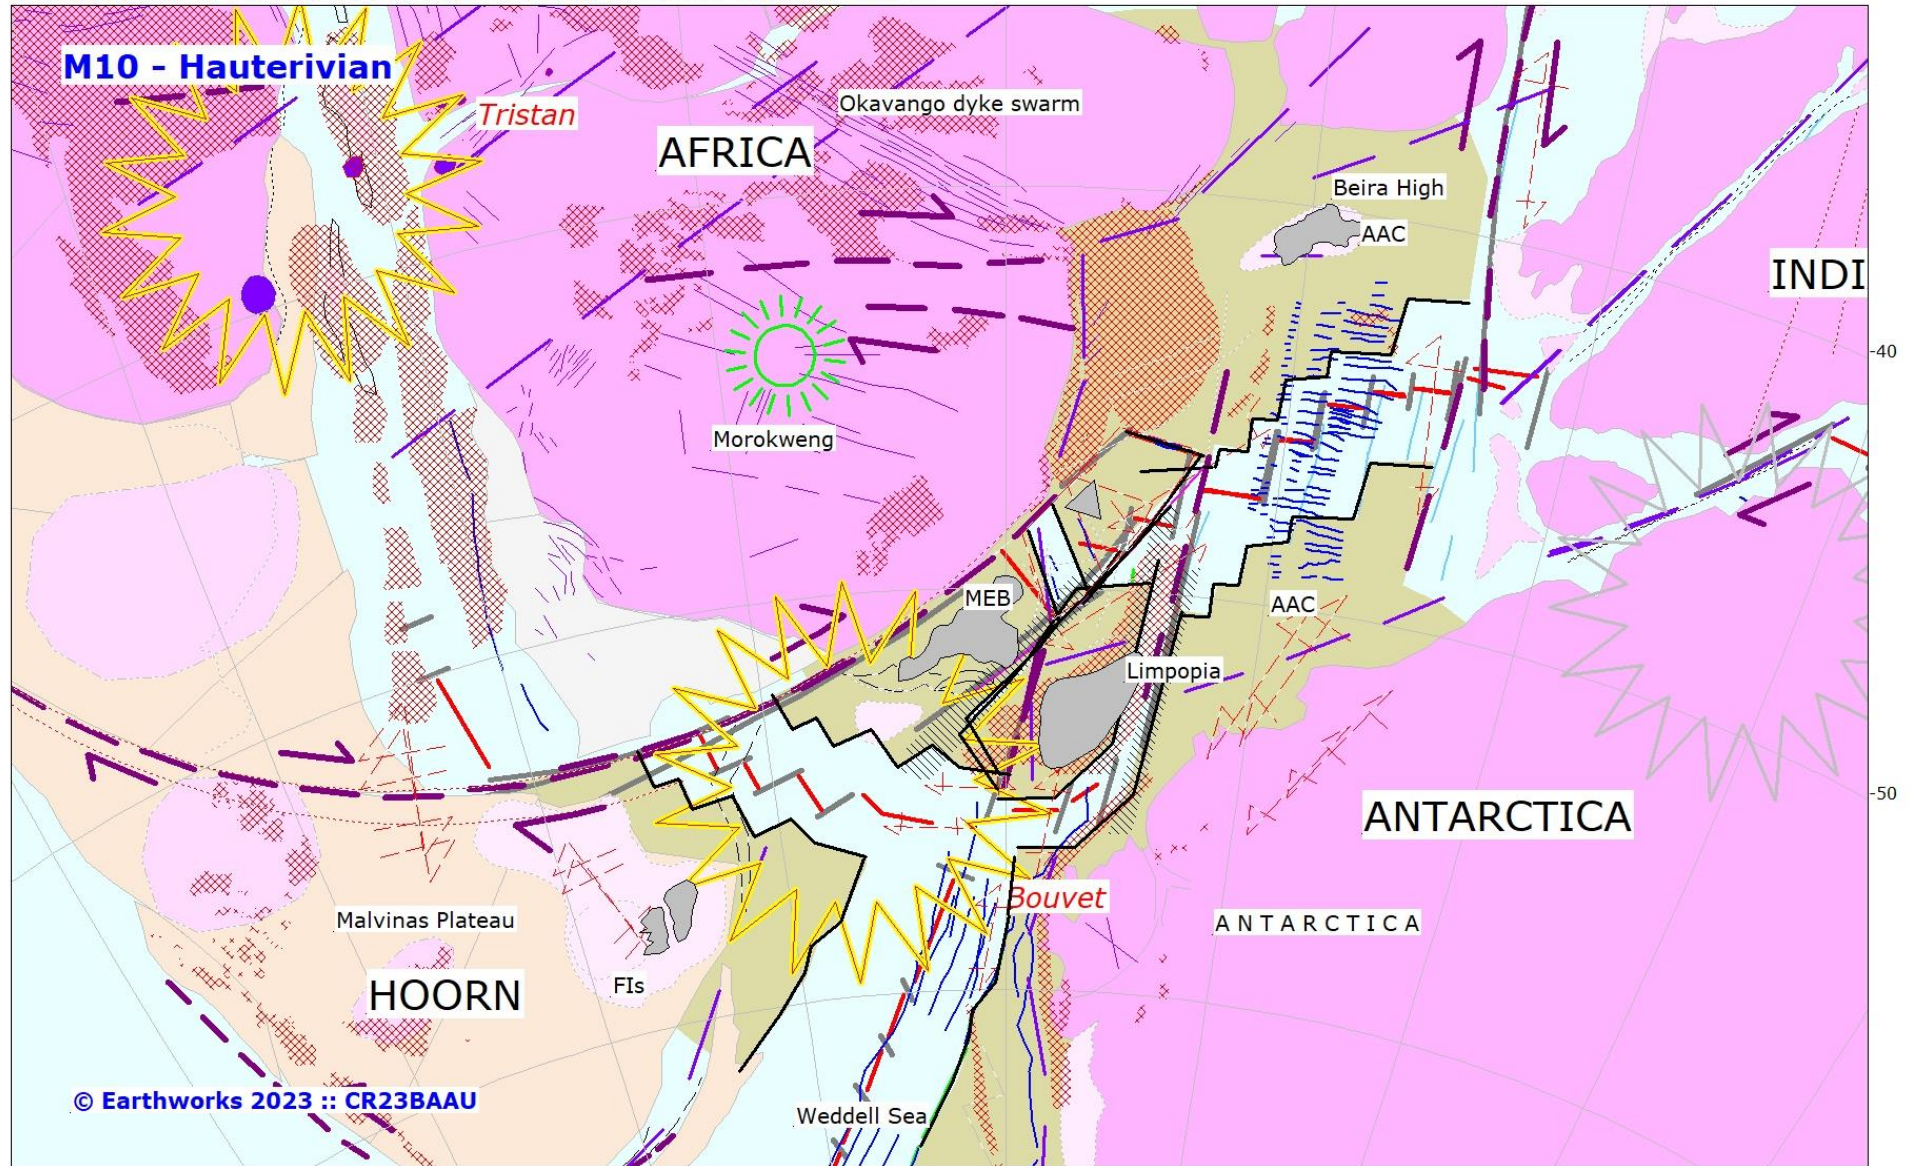 M10 - Hauterivian
Tristan
Okavango dyke swarm
AFRICA
Beira High
AAC
INDI
-40
Morokweng
MEB
AAC
Limpopia
-50
ANTARCTICA
Bouvet
Malvinas Plateau
ANTARCTICA
FIs
HOORN
© Earthworks 2023 :: CR23BAAU
Weddell Sea